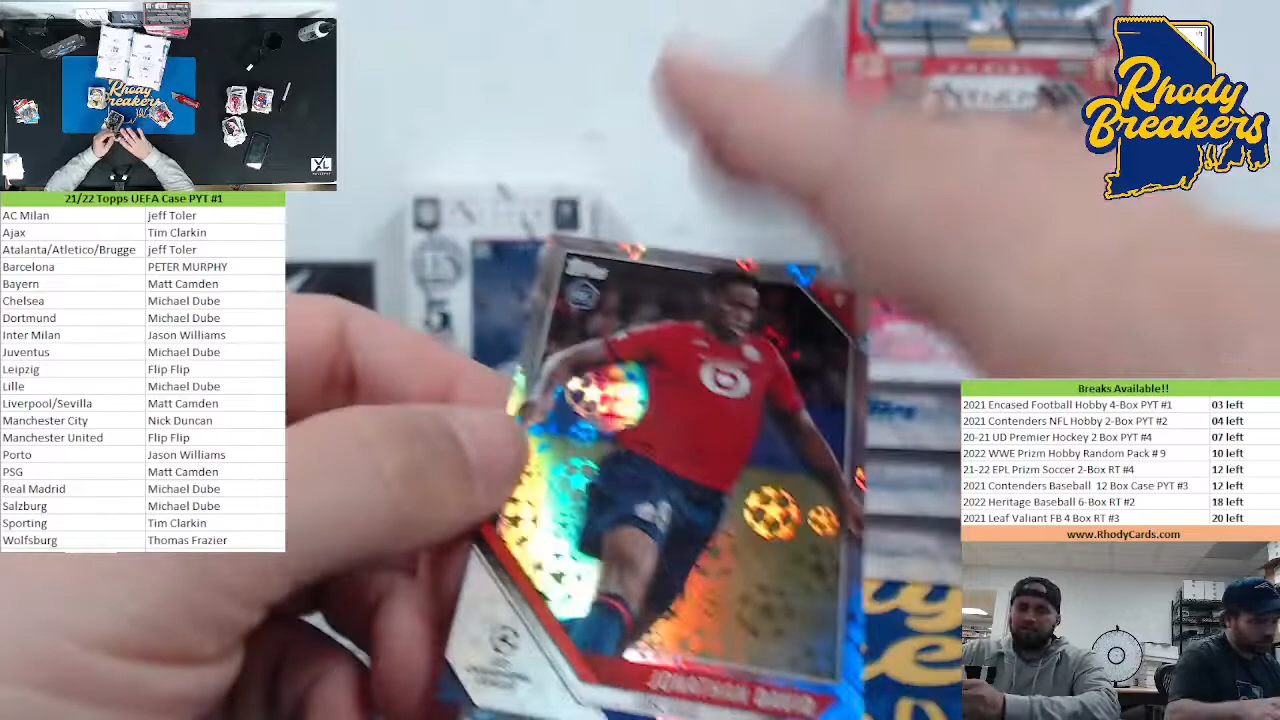 Rhody
Breakers
XL
21/22 Topps UEFA Case PYT #1
AC Milan jeff Toler
Ajax Tim Clarkin
Atalanta/Atletico/Brugge jeff Toler
Barcelona PETER MURPHY
Bayern Matt Camden
Chelsea Michael Dube
Dortmund Michael Dube
Inter Milan Jason Williams
Juventus Michael Dube
Leipzig Flip Flip
Lille Michael Dube
Liverpool/Sevilla Matt Camden
Manchester City Nick Duncan
Manchester United Flip Flip
Porto Jason Williams
PSG Matt Camden
Real Madrid Michael Dube
Salzburg Michael Dube
Sporting Tim Clarkin
Wolfsburg Thomas Frazier
topps
JONATHAN DAVID
Rhody
Breakers
Breaks Available!!
2021 Encased Football Hobby 4-Box PYT #1 03 left
2021 Contenders NFL Hobby 2-Box PYT #2 04 left
20-21 UD Premier Hockey 2 Box PYT #4 07 left
2022 WWE Prizm Hobby Random Pack # 9 10 left
21-22 EPL Prizm Soccer 2-Box RT #4 12 left
2021 Contenders Baseball 12 Box Case PYT #3 12 left
2022 Heritage Baseball 6-Box RT #2 18 left
2021 Leaf Valiant FB 4 Box RT #3 20 left
www.RhodyCards.com